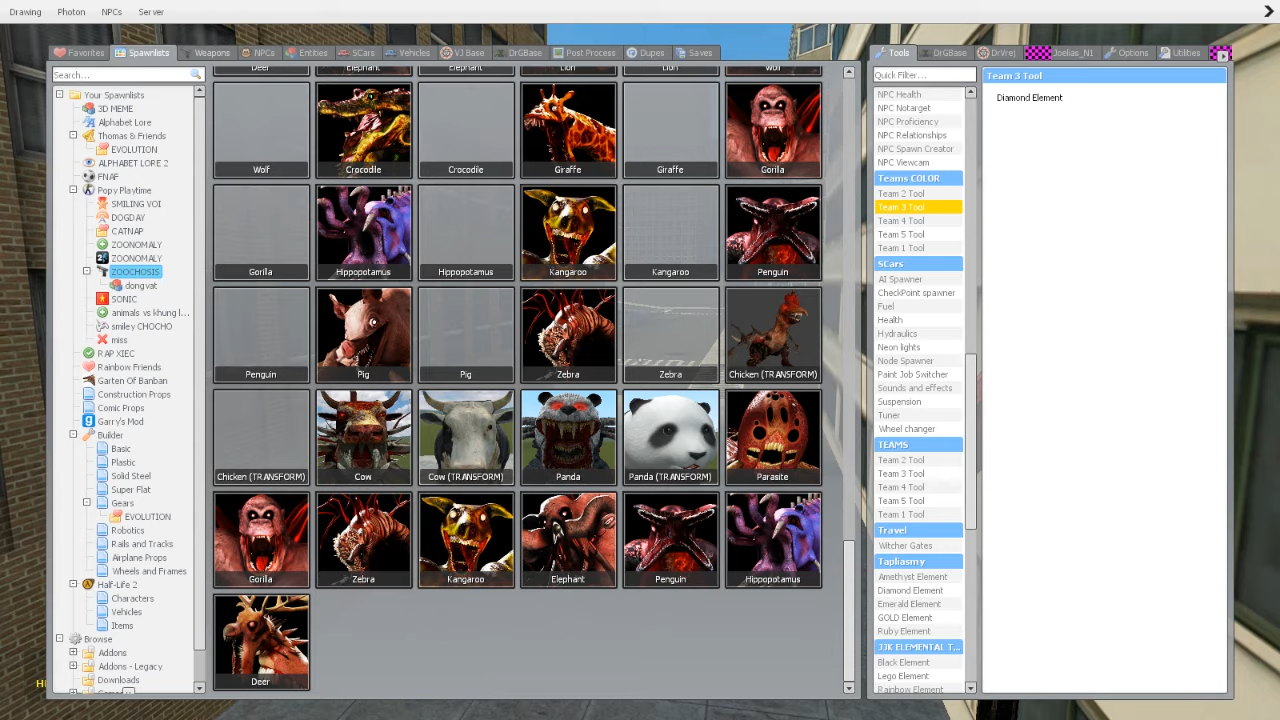 Drawing Photon NPCs Server
Favorites Spawnlists Weapons NPCs Entities SCars Vehicles VJ Base DrGBase Post Process Dupes Saves
Search...
Your Spawnlists
3D MEME
Alphabet Lore
Thomas & Friends
EVOLUTION
ALPHABET LORE 2
FNAF
Popy Playtime
SMILING VOI
DOGDAY
CATNAP
ZOONOMALY
ZOONOMALY
ZOOCHOSIS
dong vat
SONIC
animals vs khung l...
smiley CHOCHO
miss
RAP XIEC
Rainbow Friends
Garten Of Banban
Construction Props
Comic Props
Garry's Mod
Builder
Basic
Plastic
Solid Steel
Super Flat
Gears
EVOLUTION
Robotics
Rails and Tracks
Airplane Props
Wheels and Frames
Half-Life 2
Characters
Vehicles
Items
Browse
Addons
Addons - Legacy
Downloads
Deer Elephant Elephant Lion Lion Wolf
Wolf Crocodile Crocodile Giraffe Giraffe Gorilla
Gorilla Hippopotamus Hippopotamus Kangaroo Kangaroo Penguin
Penguin Pig Pig Zebra Zebra Chicken (TRANSFORM)
Chicken (TRANSFORM) Cow Cow (TRANSFORM) Panda Panda (TRANSFORM) Parasite
Gorilla Zebra Kangaroo Elephant Penguin Hippopotamus
Deer
Tools DrGBase DrVrej Joelias_N1 Options Utilities
Quick Filter...
NPC Health
NPC Notarget
NPC Proficiency
NPC Relationships
NPC Spawn Creator
NPC Viewcam
Teams COLOR
Team 2 Tool
Team 3 Tool
Team 4 Tool
Team 5 Tool
Team 1 Tool
SCars
AI Spawner
CheckPoint spawner
Fuel
Health
Hydraulics
Neon lights
Node Spawner
Paint Job Switcher
Sounds and effects
Suspension
Tuner
Wheel changer
TEAMS
Team 2 Tool
Team 3 Tool
Team 4 Tool
Team 5 Tool
Team 1 Tool
Travel
Witcher Gates
Tapliasmy
Amethyst Element
Diamond Element
Emerald Element
GOLD Element
Ruby Element
JJK ELEMENTAL T...
Black Element
Lego Element
Rainbow Element
Team 3 Tool
Diamond Element